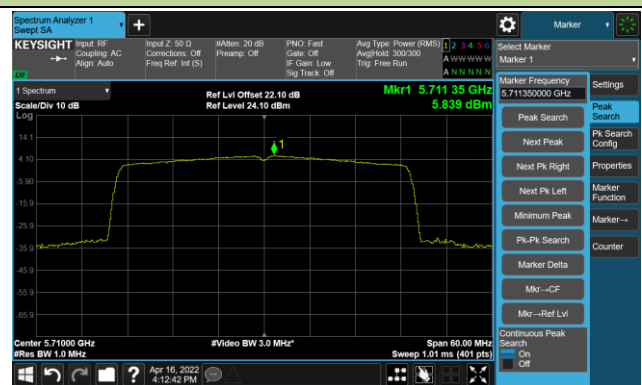 Spectrum Analyzer 1
Swept SA
Marker
KEYSIGHT
Input: RF
Coupling: AC
Align: Auto
Input Z: 50 Ω
Corrections: Off
Freq Ref: Int (S)
#Atten: 20 dB
Preamp: Off
PNO: Fast
Gate: Off
IF Gain: Low
Sig Track: Off
Avg Type: Power (RMS)
Avg|Hold: 300/300
Trig: Free Run
1 2 3 4 5 6
A W W W W W
A N N N N N
LW
Select Marker
Marker 1
Marker Frequency
5.711350000 GHz
Settings
Peak Search
Next Peak
Next Pk Right
Next Pk Left
Minimum Peak
Pk-Pk Search
Marker Delta
Mkr→CF
Mkr→Ref Lvl
Continuous Peak
Search
On
Off
Peak
Search
Pk Search
Config
Properties
Marker
Function
Marker→
Counter
1 Spectrum
Scale/Div 10 dB
Log
Ref Lvl Offset 22.10 dB
Ref Level 24.10 dBm
Mkr1 5.711 35 GHz
5.839 dBm
1
14.1
4.10
-5.90
-15.9
-25.9
-35.9
-45.9
-55.9
-65.9
Center 5.71000 GHz
#Res BW 1.0 MHz
#Video BW 3.0 MHz*
Span 60.00 MHz
Sweep 1.01 ms (401 pts)
?
Apr 16, 2022
4:12:42 PM